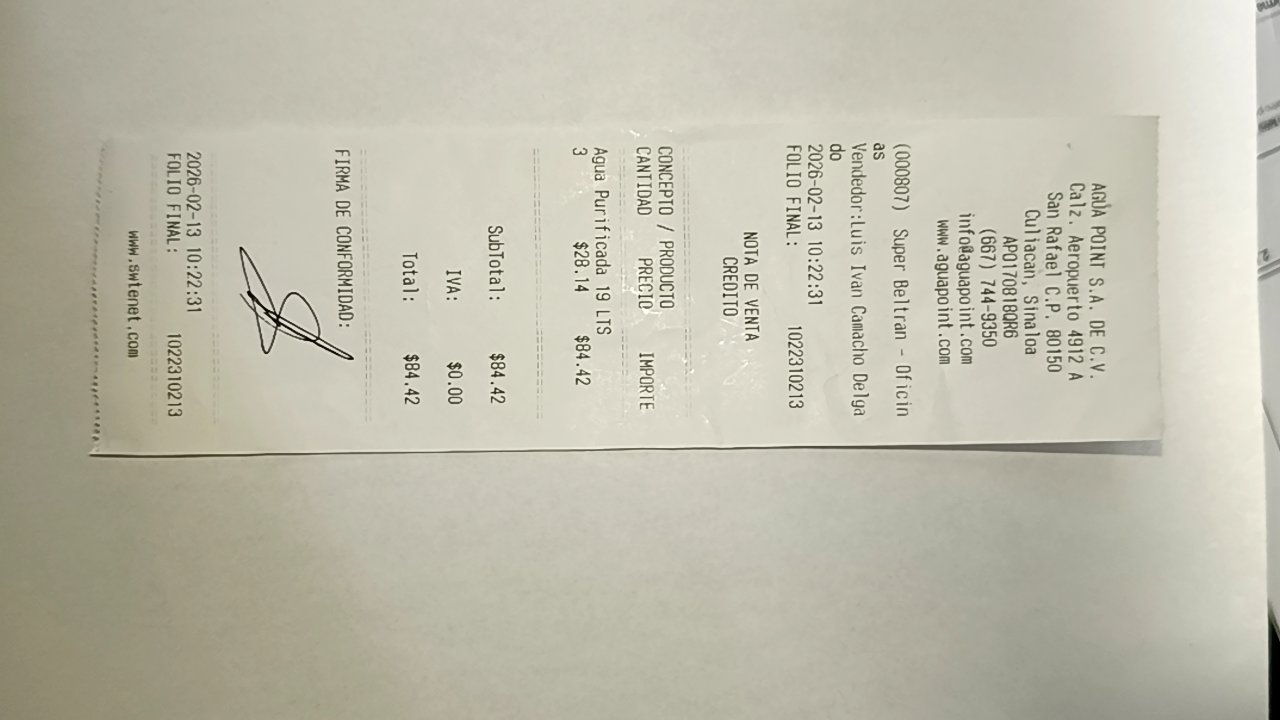 AGUA POINT S.A. DE C.V.
Calz. Aeropuerto 4912 A
San Rafael C.P. 80150
Culiacan, Sinaloa
APO170818QR6
(667) 744-9350
info@aguapoint.com
www.aguapoint.com
(000807) Super Beltran - Oficin
as
Vendedor:Luis Ivan Camacho Delga
do
2026-02-13 10:22:31
FOLIO FINAL: 1022310213
NOTA DE VENTA
CREDITO
CONCEPTO / PRODUCTO
CANTIDAD PRECIO IMPORTE
Agua Purificada 19 LTS
3 $28.14 $84.42
SubTotal: $84.42
IVA: $0.00
Total: $84.42
FIRMA DE CONFORMIDAD:
2026-02-13 10:22:31
FOLIO FINAL: 1022310213
www.swtenet.com